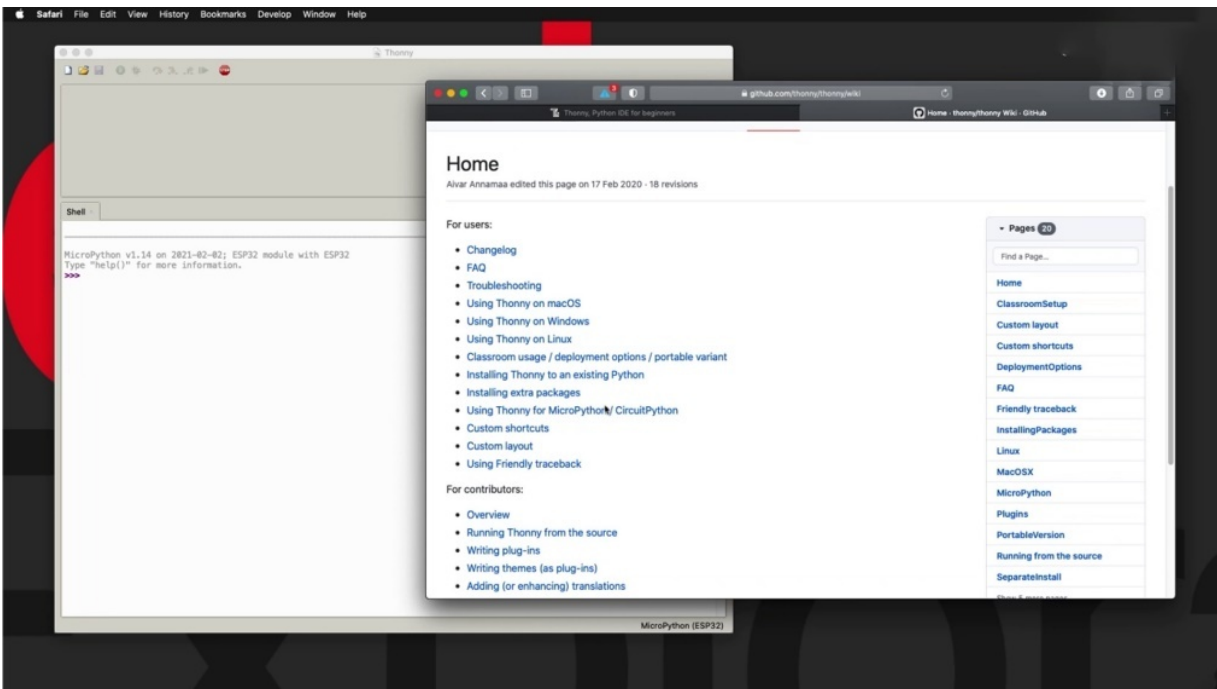 Safari File Edit View History Bookmarks Develop Window Help
Thonny
STOP
Shell
MicroPython v1.14 on 2021-02-02; ESP32 module with ESP32
Type "help()" for more information.
>>>
MicroPython (ESP32)
3
github.com/thonny/thonny/wiki
Thonny, Python IDE for beginners
Home · thonny/thonny Wiki · GitHub
Home
Aivar Annamaa edited this page on 17 Feb 2020 · 18 revisions
For users:
• Changelog
• FAQ
• Troubleshooting
• Using Thonny on macOS
• Using Thonny on Windows
• Using Thonny on Linux
• Classroom usage / deployment options / portable variant
• Installing Thonny to an existing Python
• Installing extra packages
• Using Thonny for MicroPython / CircuitPython
• Custom shortcuts
• Custom layout
• Using Friendly traceback
For contributors:
• Overview
• Running Thonny from the source
• Writing plug-ins
• Writing themes (as plug-ins)
• Adding (or enhancing) translations
Pages 20
Find a Page...
Home
ClassroomSetup
Custom layout
Custom shortcuts
DeploymentOptions
FAQ
Friendly traceback
InstallingPackages
Linux
MacOSX
MicroPython
Plugins
PortableVersion
Running from the source
SeparateInstall